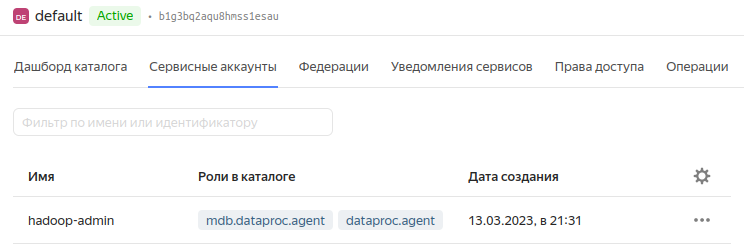 DE default Active • b1g3bq2aqu8hmss1esau
Дашборд каталога Сервисные аккаунты Федерации Уведомления сервисов Права доступа Операции
Фильтр по имени или идентификатору
Имя Роли в каталоге Дата создания
hadoop-admin mdb.dataproc.agent dataproc.agent 13.03.2023, в 21:31